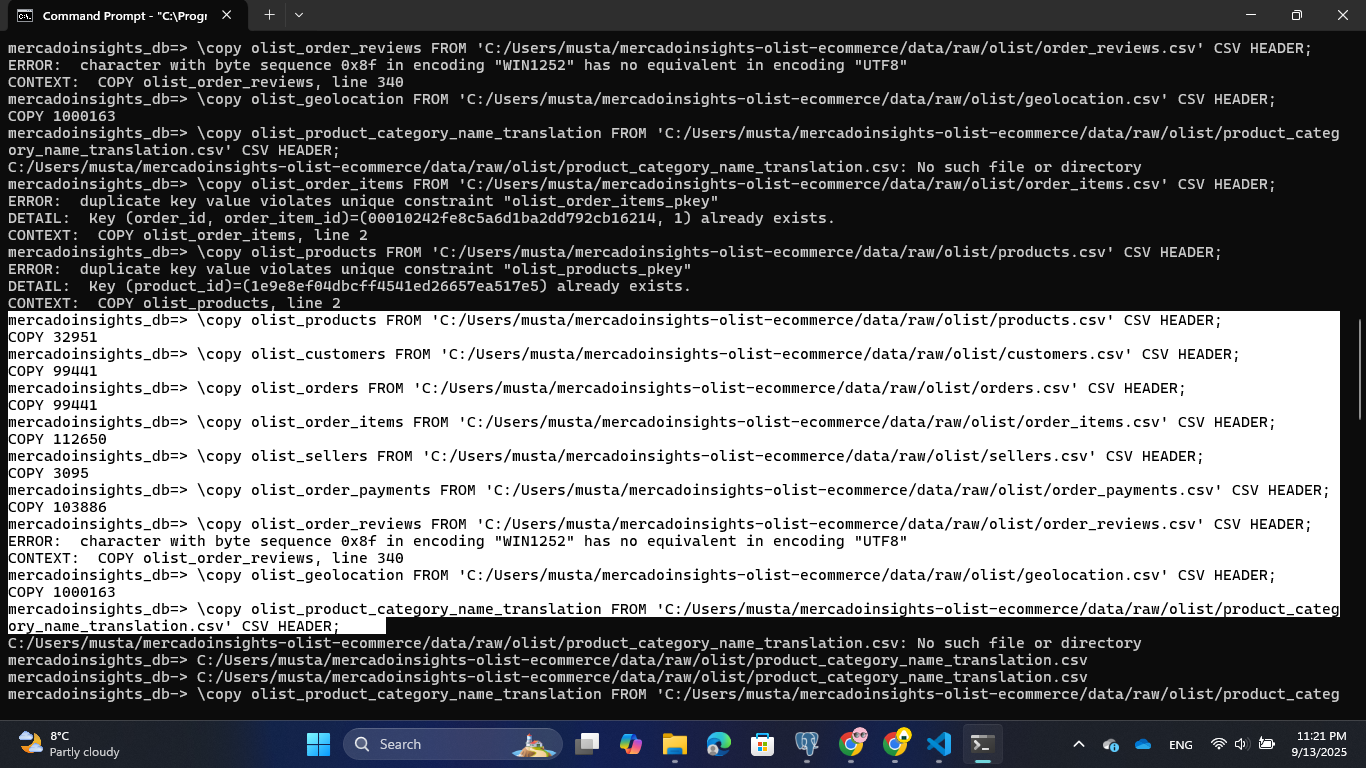 Command Prompt - "C:\Progr
mercadoinsights_db=> \copy olist_order_reviews FROM 'C:/Users/musta/mercadoinsights-olist-ecommerce/data/raw/olist/order_reviews.csv' CSV HEADER;
ERROR:  character with byte sequence 0x8f in encoding "WIN1252" has no equivalent in encoding "UTF8"
CONTEXT:  COPY olist_order_reviews, line 340
mercadoinsights_db=> \copy olist_geolocation FROM 'C:/Users/musta/mercadoinsights-olist-ecommerce/data/raw/olist/geolocation.csv' CSV HEADER;
COPY 1000163
mercadoinsights_db=> \copy olist_product_category_name_translation FROM 'C:/Users/musta/mercadoinsights-olist-ecommerce/data/raw/olist/product_categ
ory_name_translation.csv' CSV HEADER;
C:/Users/musta/mercadoinsights-olist-ecommerce/data/raw/olist/product_category_name_translation.csv: No such file or directory
mercadoinsights_db=> \copy olist_order_items FROM 'C:/Users/musta/mercadoinsights-olist-ecommerce/data/raw/olist/order_items.csv' CSV HEADER;
ERROR:  duplicate key value violates unique constraint "olist_order_items_pkey"
DETAIL:  Key (order_id, order_item_id)=(00010242fe8c5a6d1ba2dd792cb16214, 1) already exists.
CONTEXT:  COPY olist_order_items, line 2
mercadoinsights_db=> \copy olist_products FROM 'C:/Users/musta/mercadoinsights-olist-ecommerce/data/raw/olist/products.csv' CSV HEADER;
ERROR:  duplicate key value violates unique constraint "olist_products_pkey"
DETAIL:  Key (product_id)=(1e9e8ef04dbcff4541ed26657ea517e5) already exists.
CONTEXT:  COPY olist_products, line 2
mercadoinsights_db=> \copy olist_products FROM 'C:/Users/musta/mercadoinsights-olist-ecommerce/data/raw/olist/products.csv' CSV HEADER;
COPY 32951
mercadoinsights_db=> \copy olist_customers FROM 'C:/Users/musta/mercadoinsights-olist-ecommerce/data/raw/olist/customers.csv' CSV HEADER;
COPY 99441
mercadoinsights_db=> \copy olist_orders FROM 'C:/Users/musta/mercadoinsights-olist-ecommerce/data/raw/olist/orders.csv' CSV HEADER;
COPY 99441
mercadoinsights_db=> \copy olist_order_items FROM 'C:/Users/musta/mercadoinsights-olist-ecommerce/data/raw/olist/order_items.csv' CSV HEADER;
COPY 112650
mercadoinsights_db=> \copy olist_sellers FROM 'C:/Users/musta/mercadoinsights-olist-ecommerce/data/raw/olist/sellers.csv' CSV HEADER;
COPY 3095
mercadoinsights_db=> \copy olist_order_payments FROM 'C:/Users/musta/mercadoinsights-olist-ecommerce/data/raw/olist/order_payments.csv' CSV HEADER;
COPY 103886
mercadoinsights_db=> \copy olist_order_reviews FROM 'C:/Users/musta/mercadoinsights-olist-ecommerce/data/raw/olist/order_reviews.csv' CSV HEADER;
ERROR:  character with byte sequence 0x8f in encoding "WIN1252" has no equivalent in encoding "UTF8"
CONTEXT:  COPY olist_order_reviews, line 340
mercadoinsights_db=> \copy olist_geolocation FROM 'C:/Users/musta/mercadoinsights-olist-ecommerce/data/raw/olist/geolocation.csv' CSV HEADER;
COPY 1000163
mercadoinsights_db=> \copy olist_product_category_name_translation FROM 'C:/Users/musta/mercadoinsights-olist-ecommerce/data/raw/olist/product_categ
ory_name_translation.csv' CSV HEADER;
C:/Users/musta/mercadoinsights-olist-ecommerce/data/raw/olist/product_category_name_translation.csv: No such file or directory
mercadoinsights_db=> C:/Users/musta/mercadoinsights-olist-ecommerce/data/raw/olist/product_category_name_translation.csv
mercadoinsights_db-> C:/Users/musta/mercadoinsights-olist-ecommerce/data/raw/olist/product_category_name_translation.csv
mercadoinsights_db-> \copy olist_product_category_name_translation FROM 'C:/Users/musta/mercadoinsights-olist-ecommerce/data/raw/olist/product_categ
8°C
Partly cloudy
Search
ENG
11:21 PM
9/13/2025